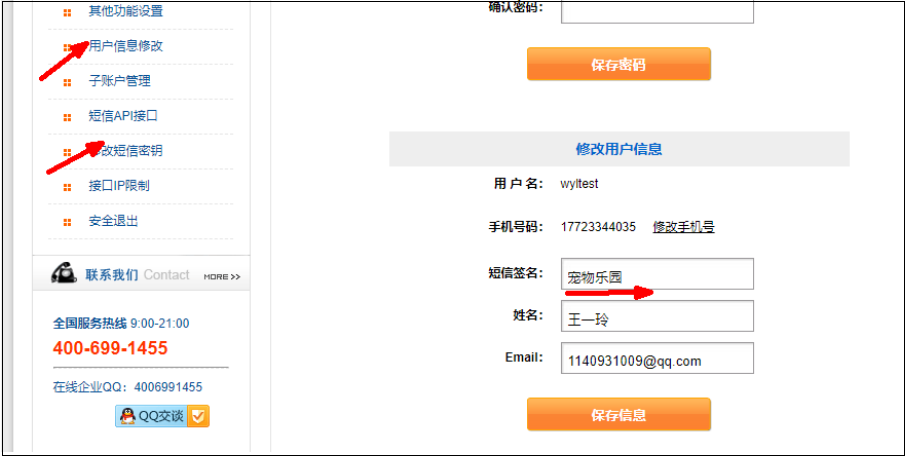 其他功能设置
用户信息修改
子账户管理
短信API接口
改短信密钥
接口IP限制
安全退出
联系我们 Contact MORE >>
全国服务热线 9:00-21:00
400-699-1455
在线企业QQ：4006991455
QQ交谈
确认密码：
保存密码
修改用户信息
用 户 名： wyltest
手机号码： 17723344035 修改手机号
短信签名： 宠物乐园
姓名： 王一玲
Email： 1140931009@qq.com
保存信息